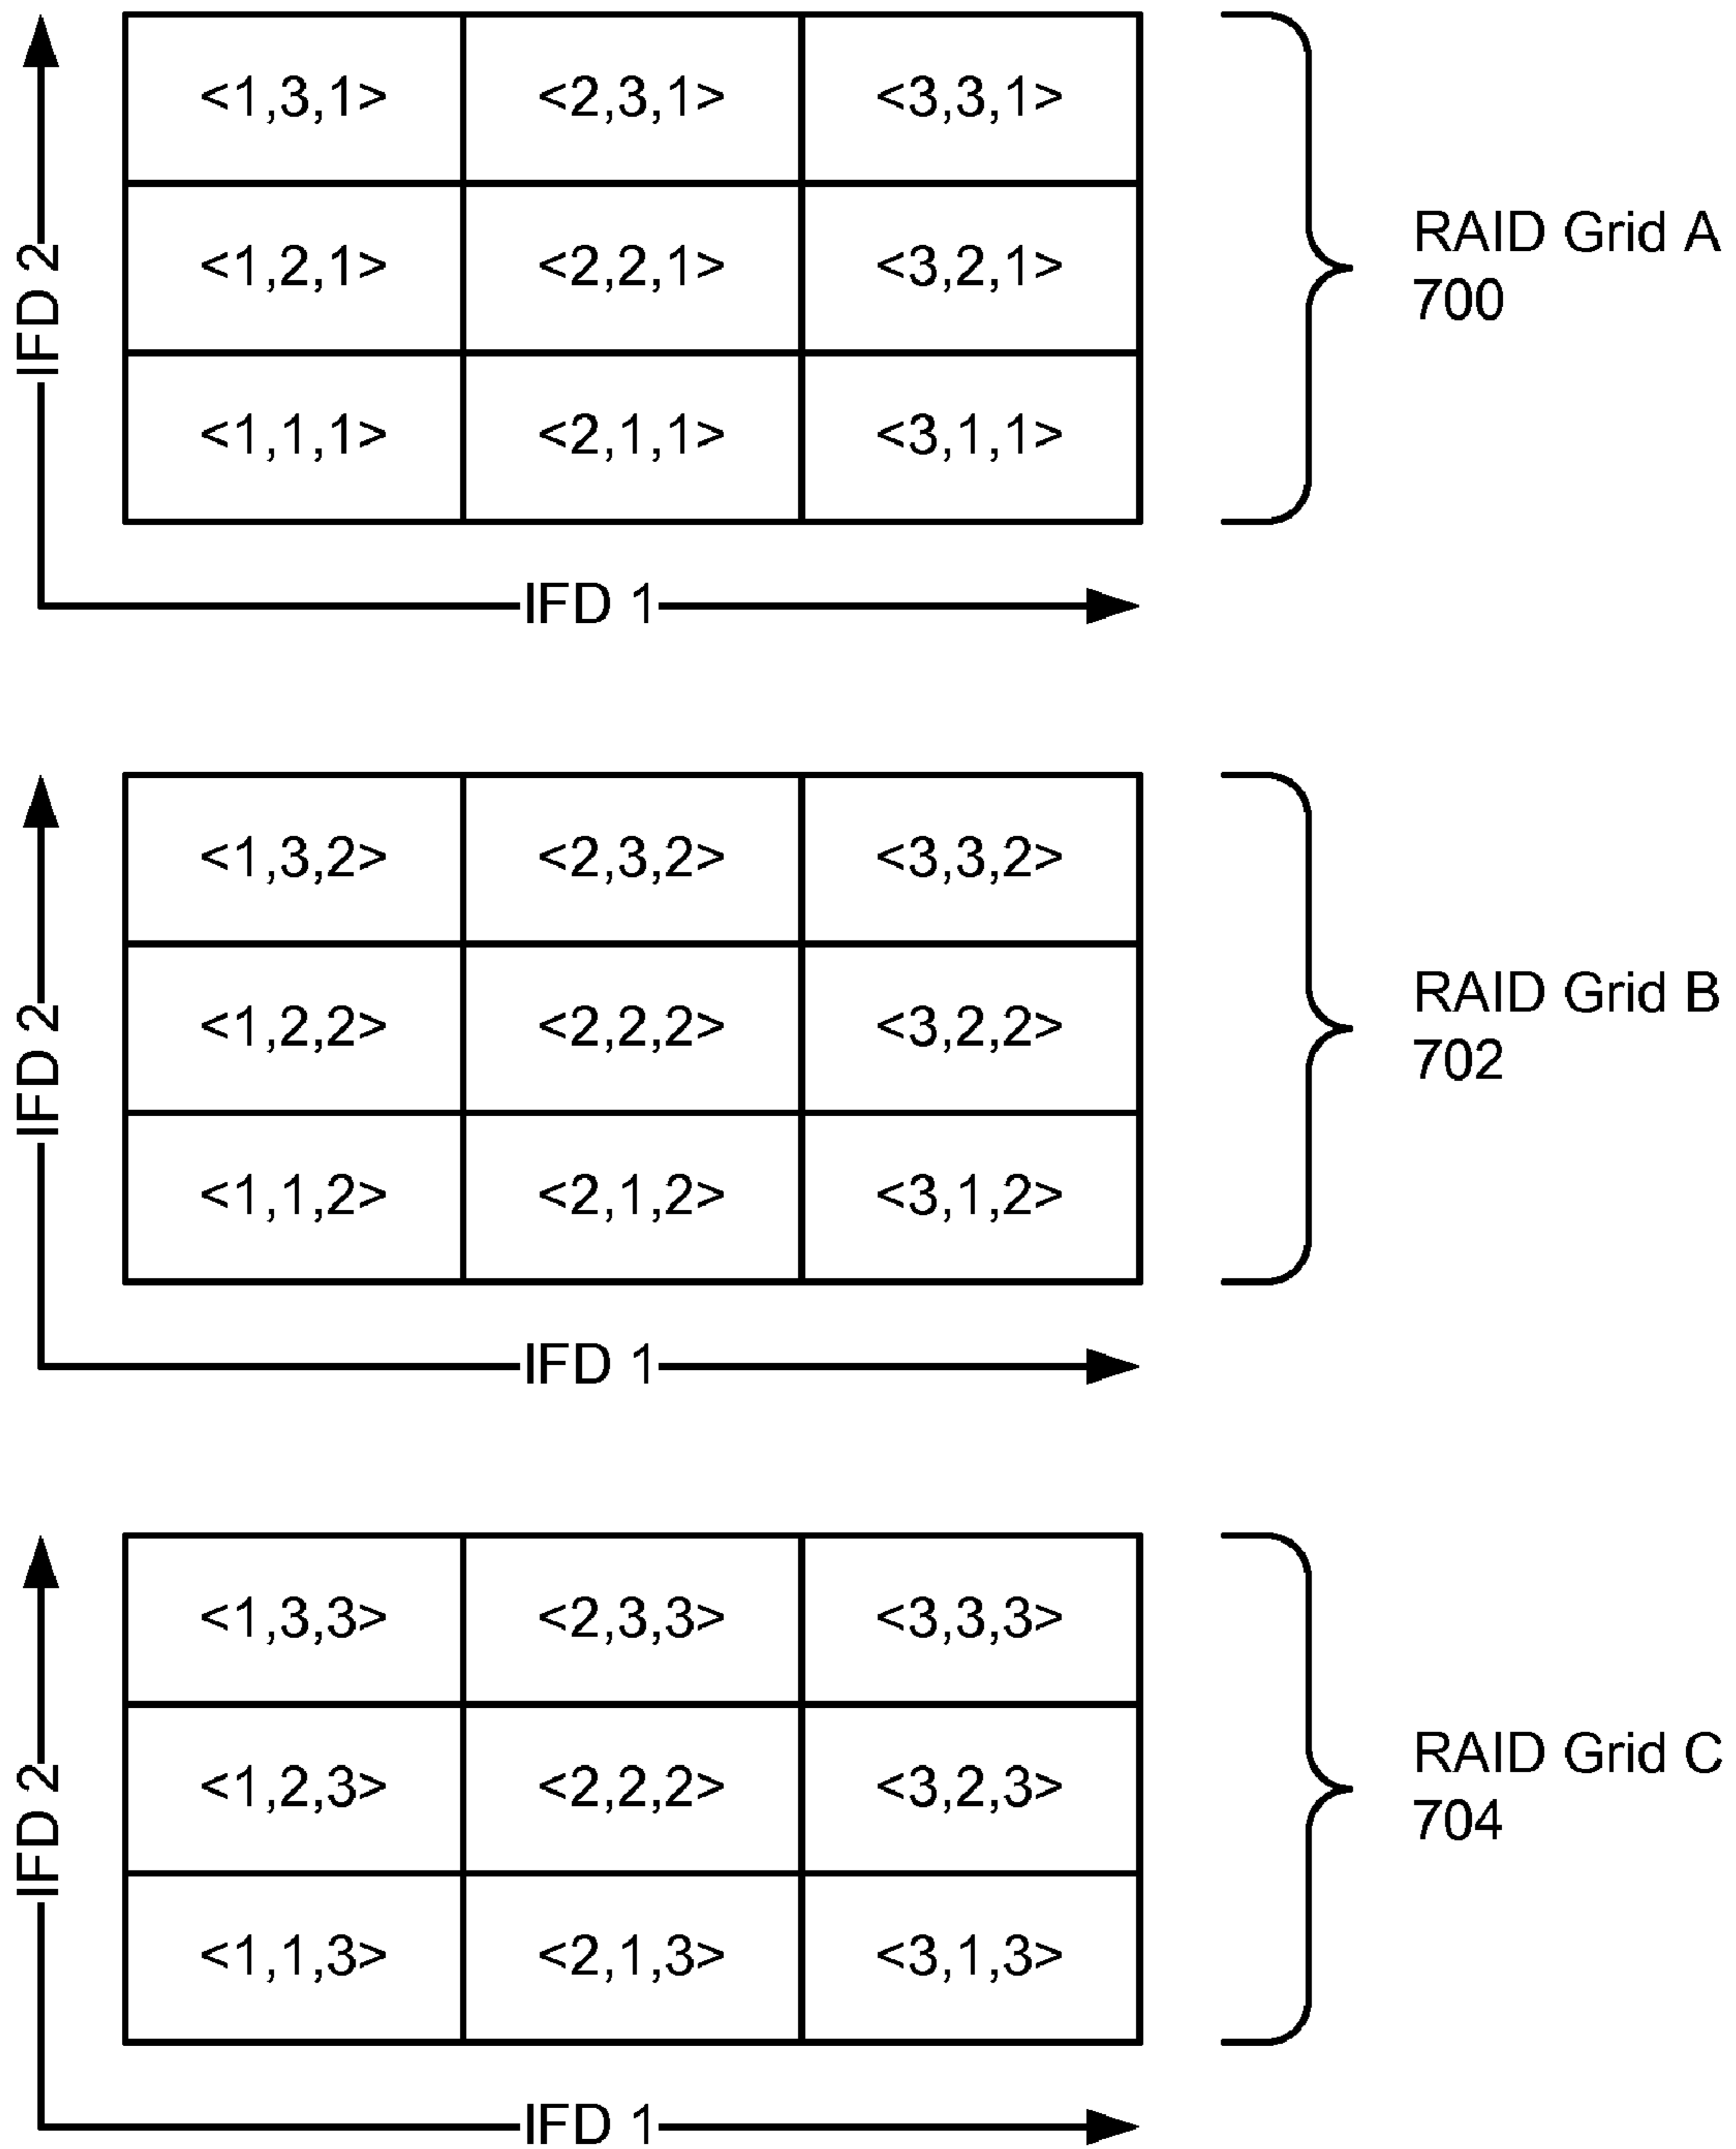 <1,3,1> <2,3,1> <3,3,1>
<1,2,1> <2,2,1> <3,2,1>
<1,1,1> <2,1,1> <3,1,1>
IFD 2
IFD 1
RAID Grid A
700
<1,3,2> <2,3,2> <3,3,2>
<1,2,2> <2,2,2> <3,2,2>
<1,1,2> <2,1,2> <3,1,2>
IFD 2
IFD 1
RAID Grid B
702
<1,3,3> <2,3,3> <3,3,3>
<1,2,3> <2,2,2> <3,2,3>
<1,1,3> <2,1,3> <3,1,3>
IFD 2
IFD 1
RAID Grid C
704